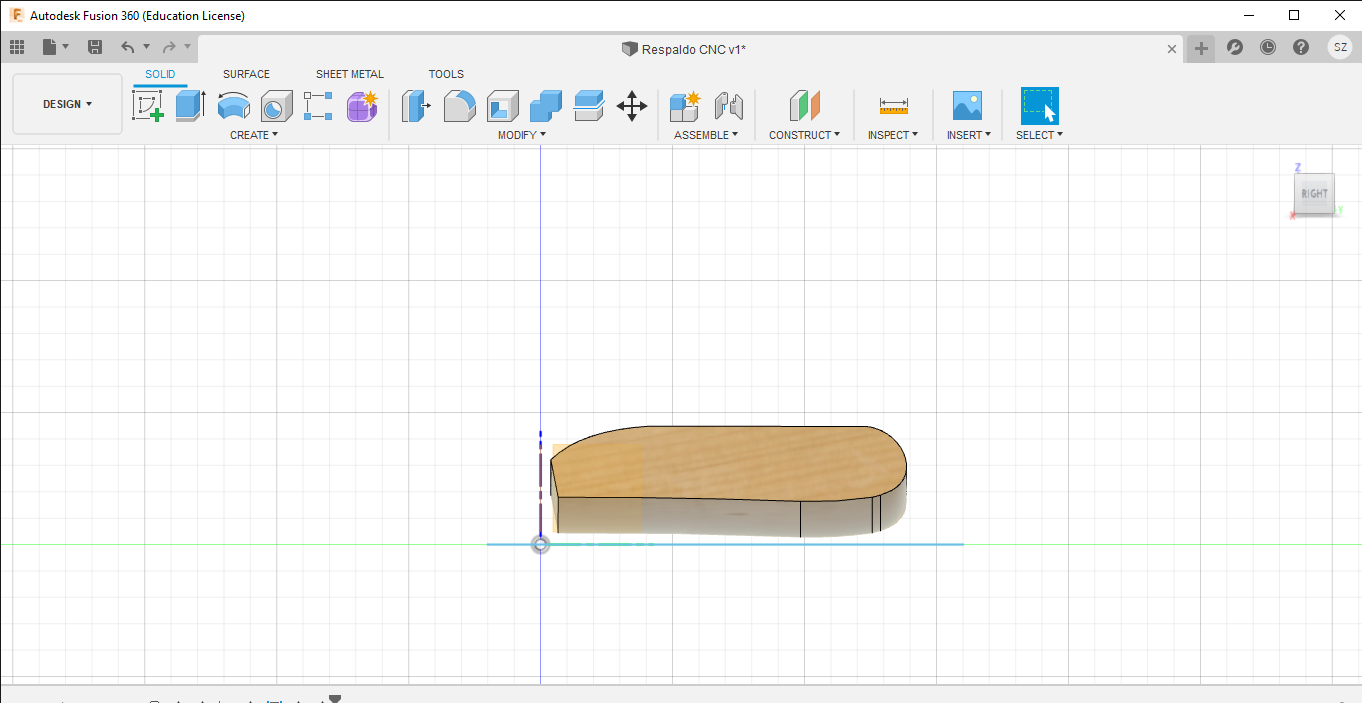 Autodesk Fusion 360 (Education License)
Respaldo CNC v1*
SZ
SOLID SURFACE SHEET METAL TOOLS
DESIGN
CREATE MODIFY ASSEMBLE CONSTRUCT INSPECT INSERT SELECT
Z
RIGHT
X
Y